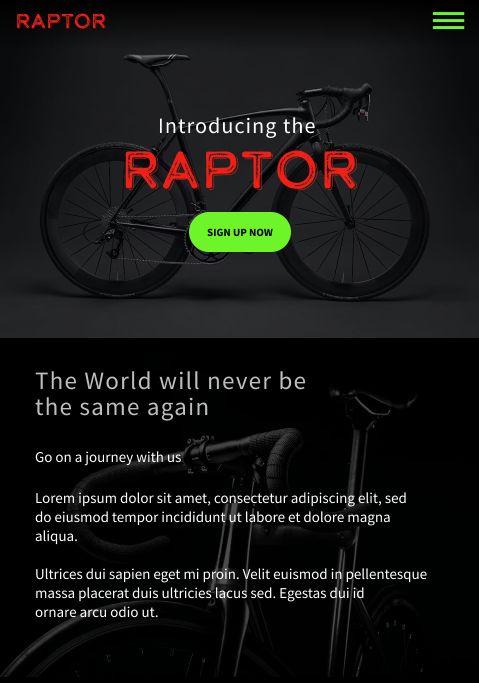 RAPTOR
Introducing the
RAPTOR
SIGN UP NOW
The World will never be
the same again
Go on a journey with us
Lorem ipsum dolor sit amet, consectetur adipiscing elit, sed
do eiusmod tempor incididunt ut labore et dolore magna
aliqua.
Ultrices dui sapien eget mi proin. Velit euismod in pellentesque
massa placerat duis ultricies lacus sed. Egestas dui id
ornare arcu odio ut.